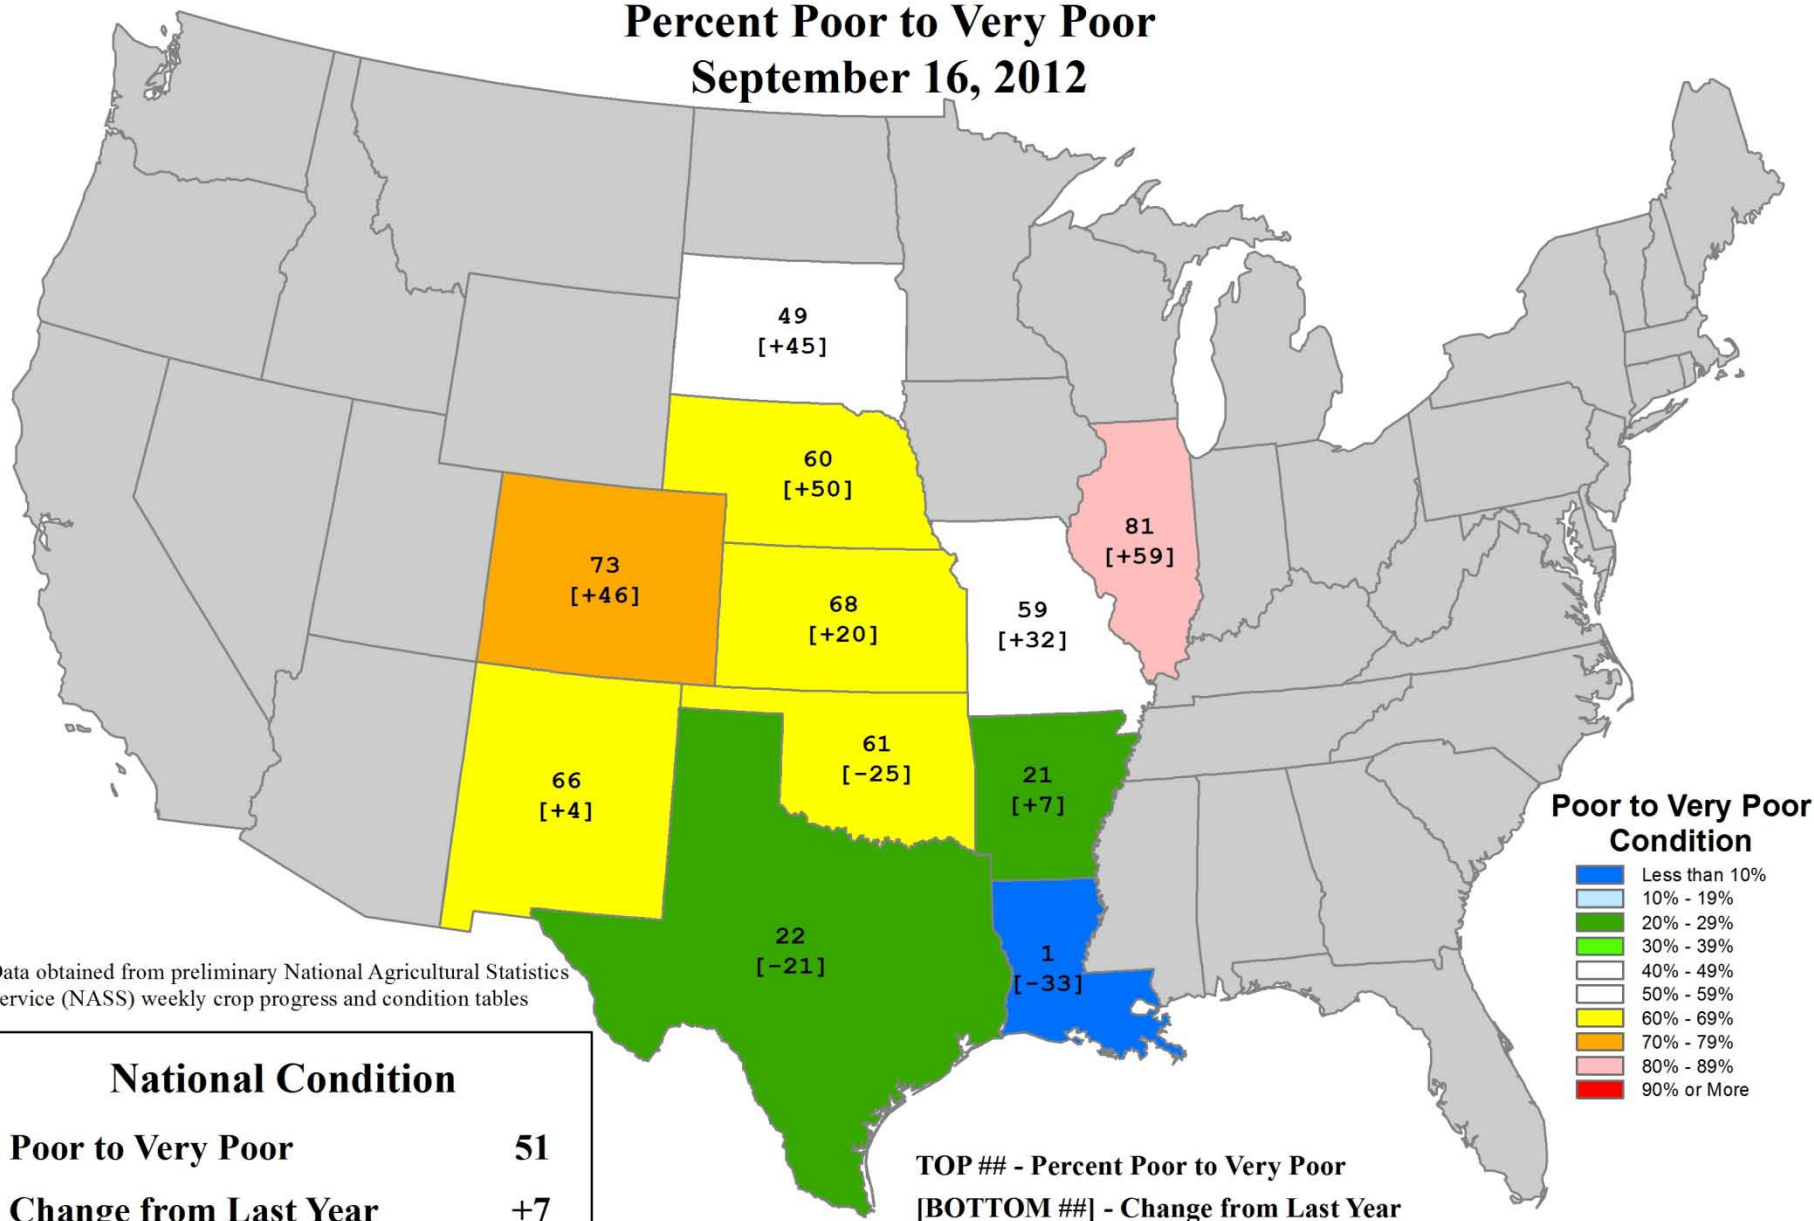 Percent Poor to Very Poor
September 16, 2012
49
[+45]
60
[+50]
81
[+59]
73
[+46]
68
[+20]
59
[+32]
61
[-25]
66
[+4]
21
[+7]
22
[-21]
1
[-33]
Poor to Very Poor
Condition
Less than 10%
10% - 19%
20% - 29%
30% - 39%
40% - 49%
50% - 59%
60% - 69%
70% - 79%
80% - 89%
90% or More
ata obtained from preliminary National Agricultural Statistics
ervice (NASS) weekly crop progress and condition tables
National Condition
Poor to Very Poor 51
Change from Last Year +7
TOP ## - Percent Poor to Very Poor
[BOTTOM ##] - Change from Last Year